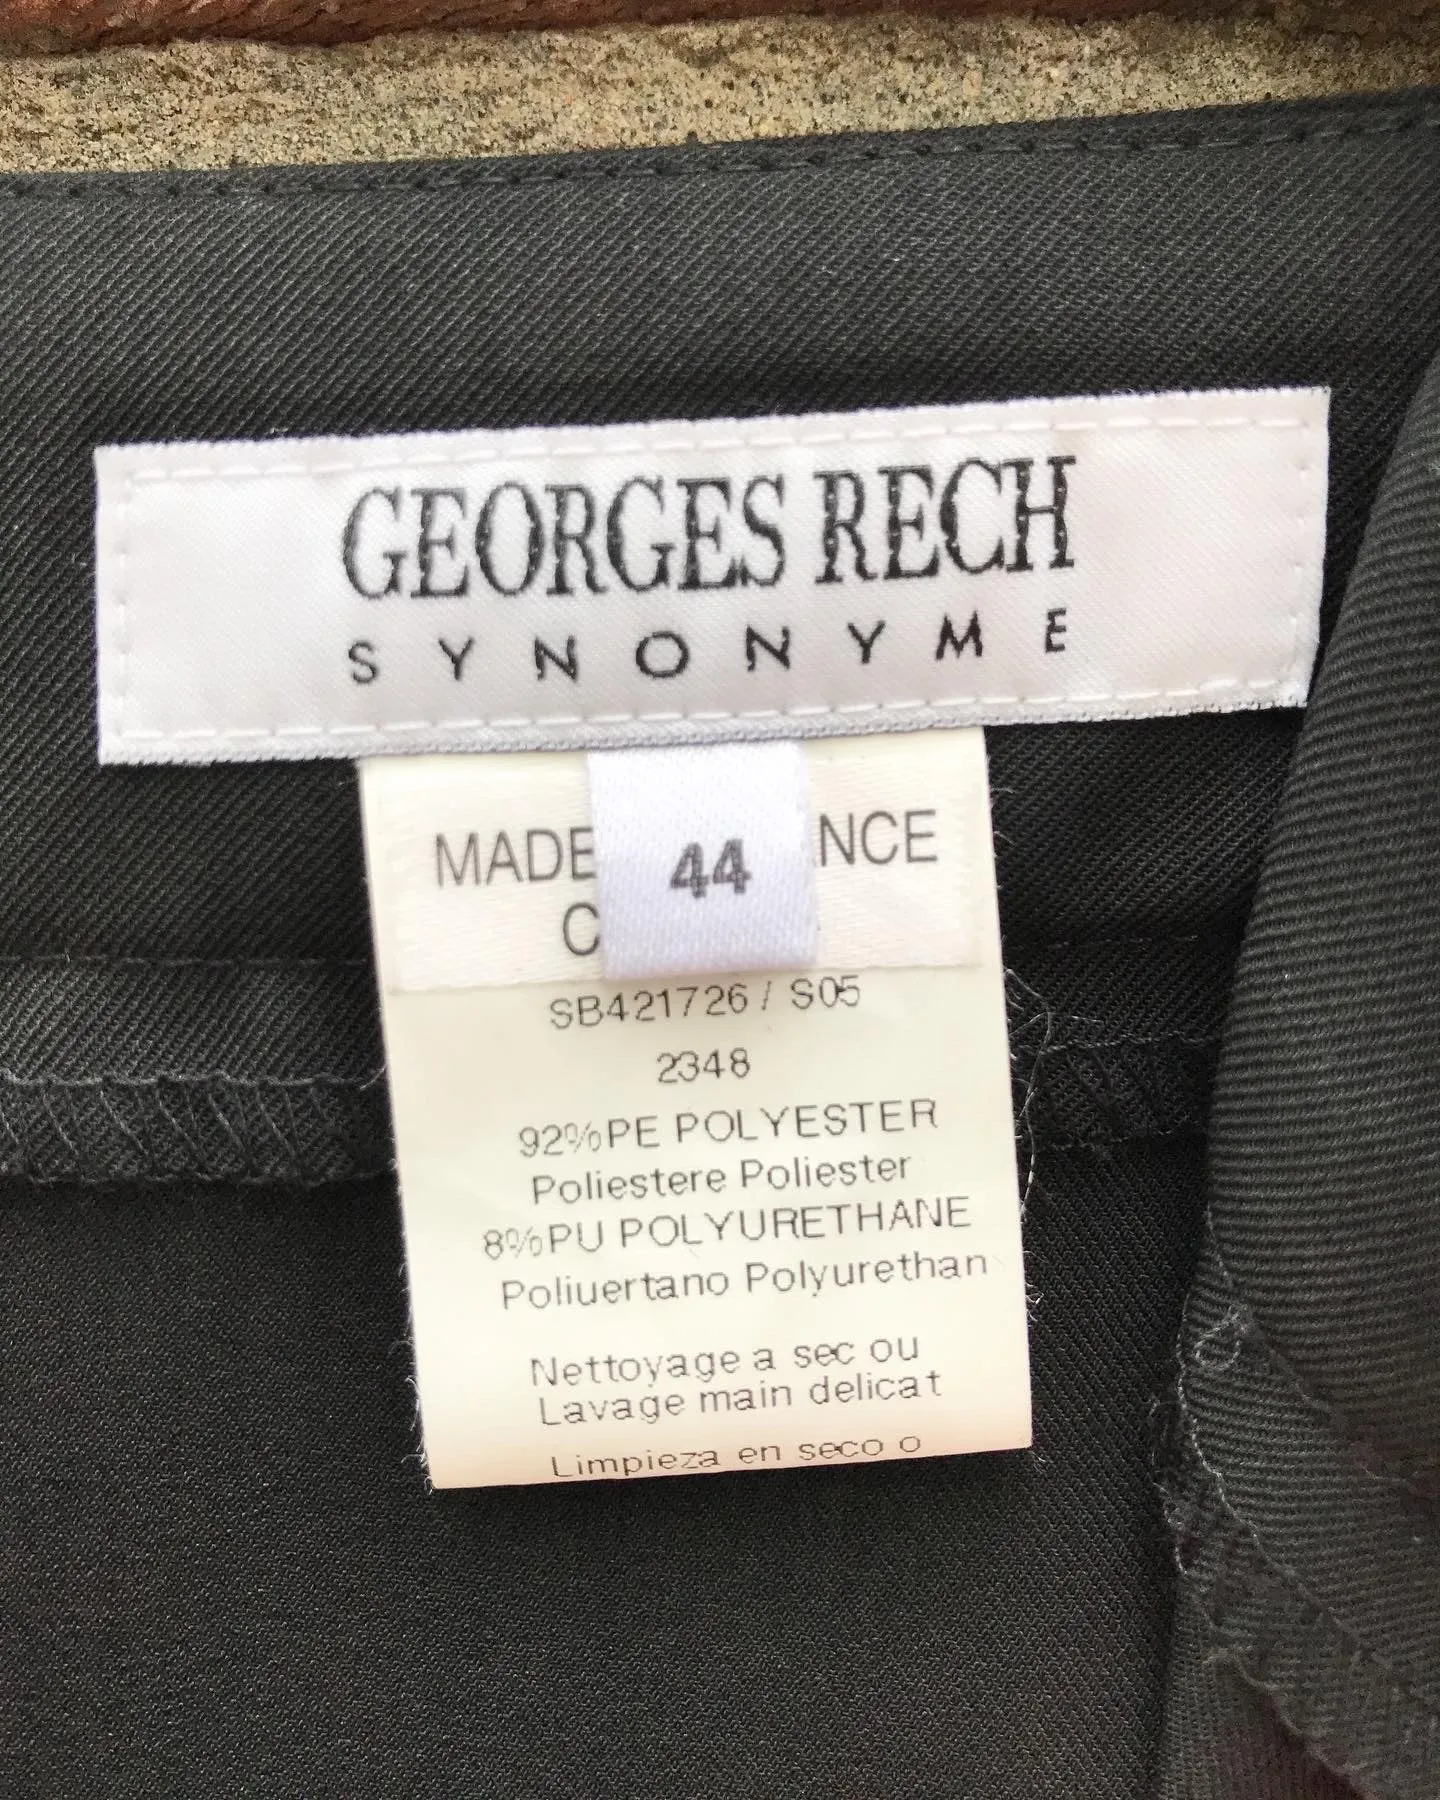 GEORGES RECH
SYNONYME
MADE
44
SB421726 / S05
2348
92%PE POLYESTER
Poliestere Poliester
8%PU POLYURETHANE
Poliuertano Polyurethan
Nettoyage a sec ou
Lavage main delicat
Limpieza en seco o